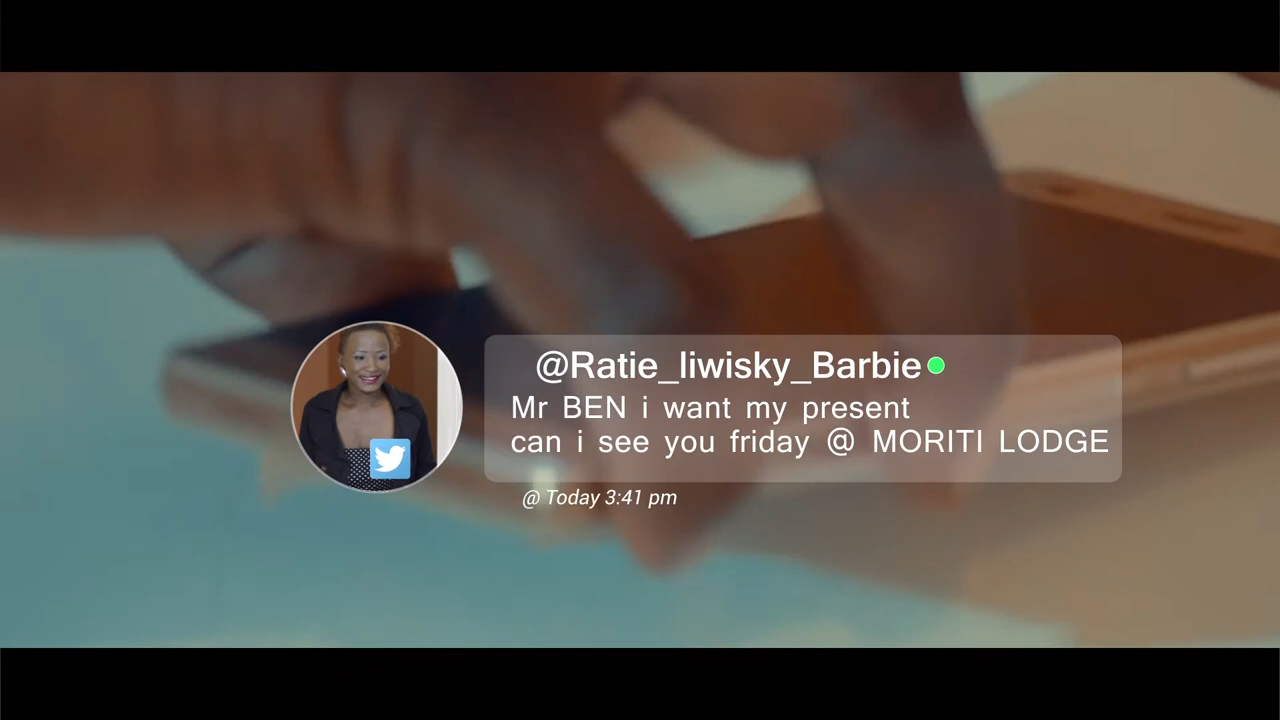 @Ratie_liwisky_Barbie
Mr BEN i want my present
can i see you friday @ MORITI LODGE
@ Today 3:41 pm